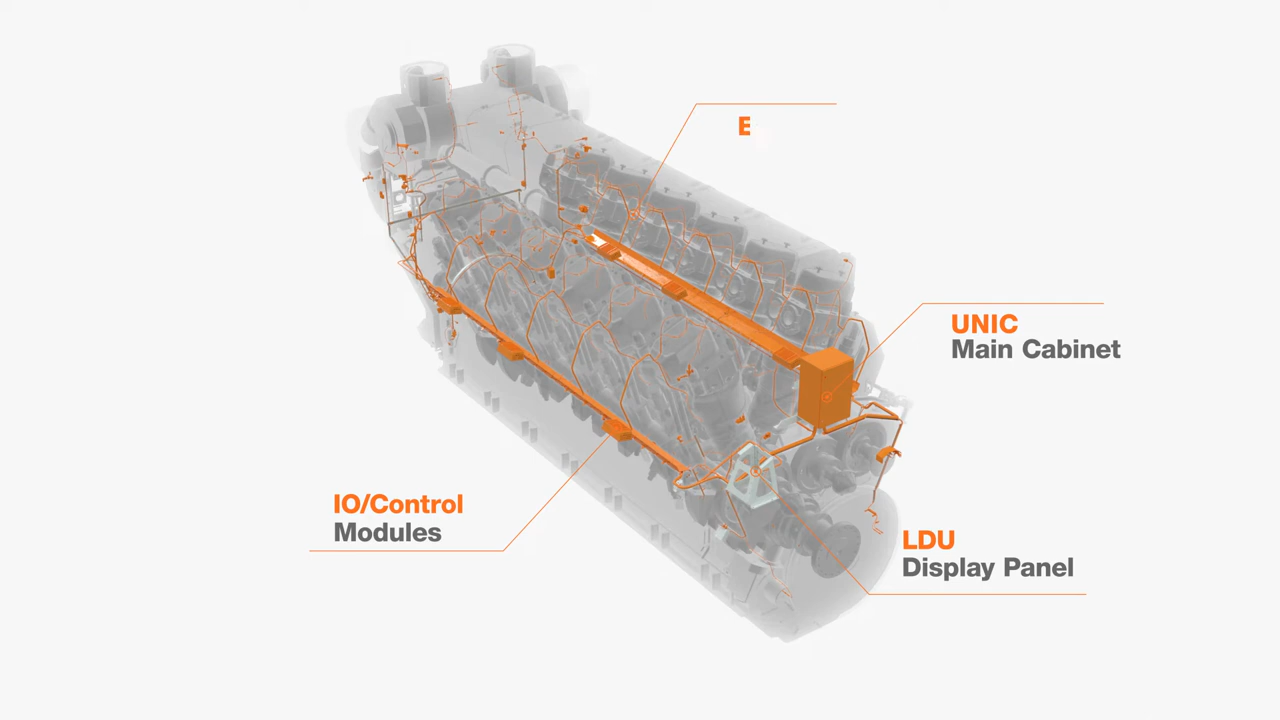 E
UNIC
Main Cabinet
IO/Control
Modules
LDU
Display Panel